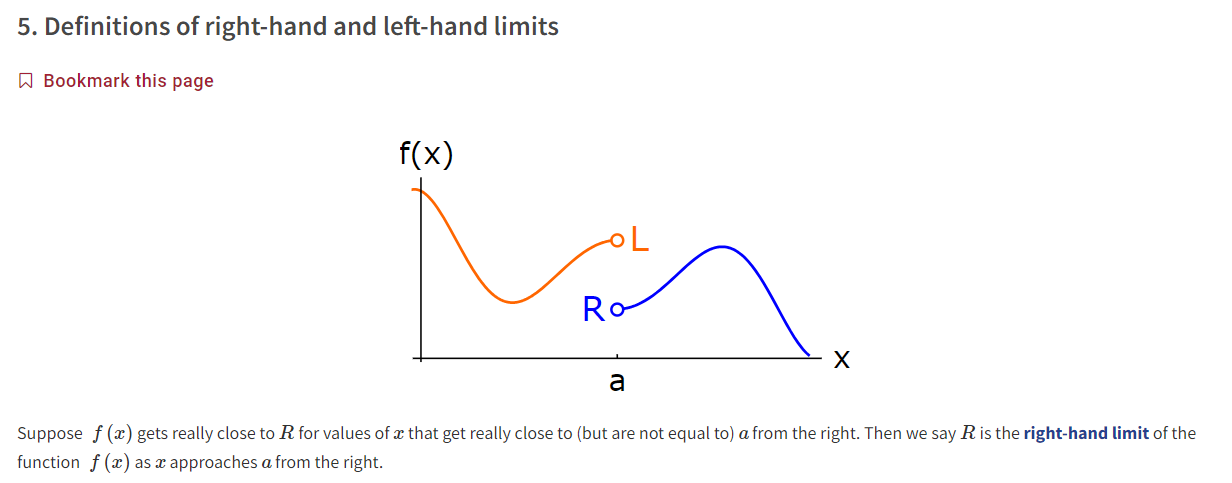 5. Definitions of right-hand and left-hand limits
Bookmark this page
f(x)
L
R
x
a
Suppose f (x) gets really close to R for values of x that get really close to (but are not equal to) a from the right. Then we say R is the right-hand limit of the
function f (x) as x approaches a from the right.